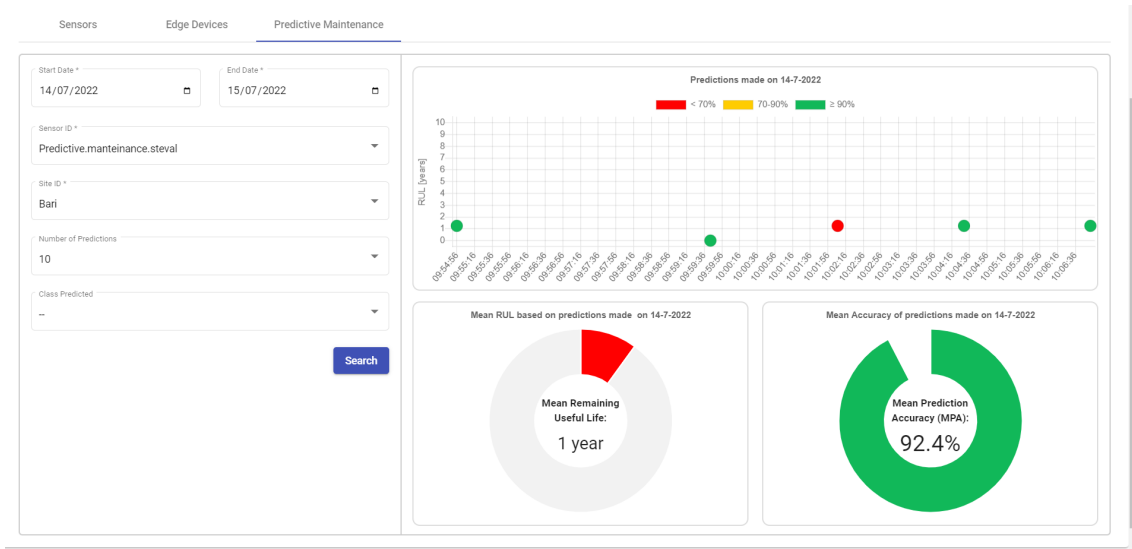 Sensors Edge Devices Predictive Maintenance
Start Date * End Date *
14/07/2022 15/07/2022
Sensor ID *
Predictive.manteinance.steval
Site ID *
Bari
Number of Predictions
10
Class Predicted
--
Search
Predictions made on 14-7-2022
< 70% 70-90% ≥ 90%
RUL [years]
10
9
8
7
6
5
4
3
2
1
0
09:54:56 09:55:16 09:55:36 09:55:56 09:56:16 09:56:36 09:56:56 09:57:16 09:57:36 09:57:56 09:58:16 09:58:36 09:58:56 09:59:16 09:59:36 09:59:56 10:00:16 10:00:36 10:00:56 10:01:16 10:01:36 10:01:56 10:02:16 10:02:36 10:02:56 10:03:16 10:03:36 10:03:56 10:04:16 10:04:36 10:04:56 10:05:16 10:05:36 10:05:56 10:06:16 10:06:36
Mean RUL based on predictions made on 14-7-2022
Mean Remaining
Useful Life:
1 year
Mean Accuracy of predictions made on 14-7-2022
Mean Prediction
Accuracy (MPA):
92.4%